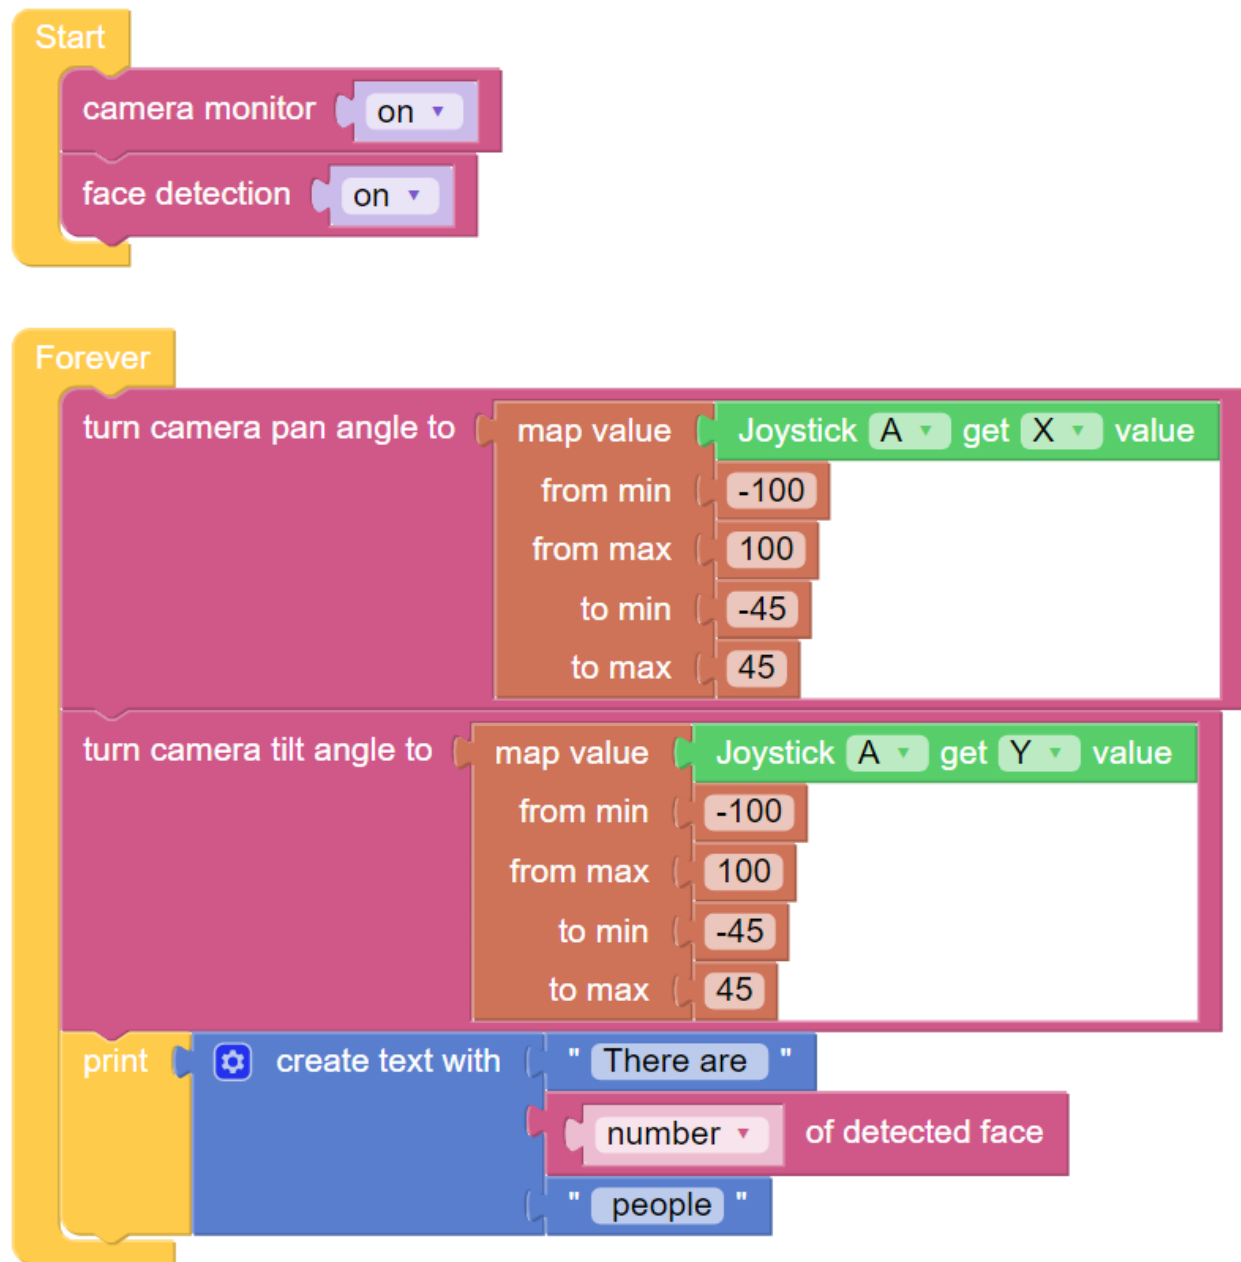 Start
camera monitor on
face detection on
Forever
turn camera pan angle to map value Joystick A get X value
from min -100
from max 100
to min -45
to max 45
turn camera tilt angle to map value Joystick A get Y value
from min -100
from max 100
to min -45
to max 45
print create text with " There are "
number of detected face
" people "